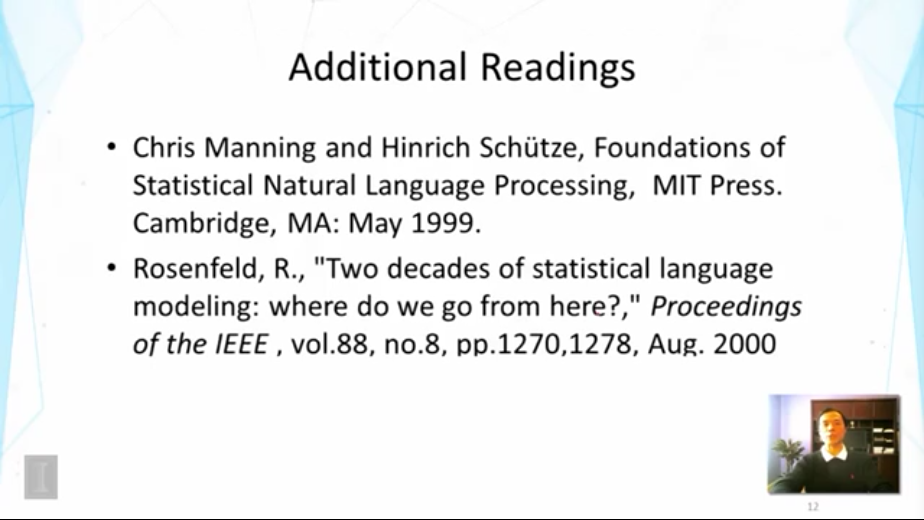 Additional Readings
• Chris Manning and Hinrich Schütze, Foundations of
Statistical Natural Language Processing,  MIT Press.
Cambridge, MA: May 1999.
• Rosenfeld, R., "Two decades of statistical language
modeling: where do we go from here?," Proceedings
of the IEEE , vol.88, no.8, pp.1270,1278, Aug. 2000
I
12